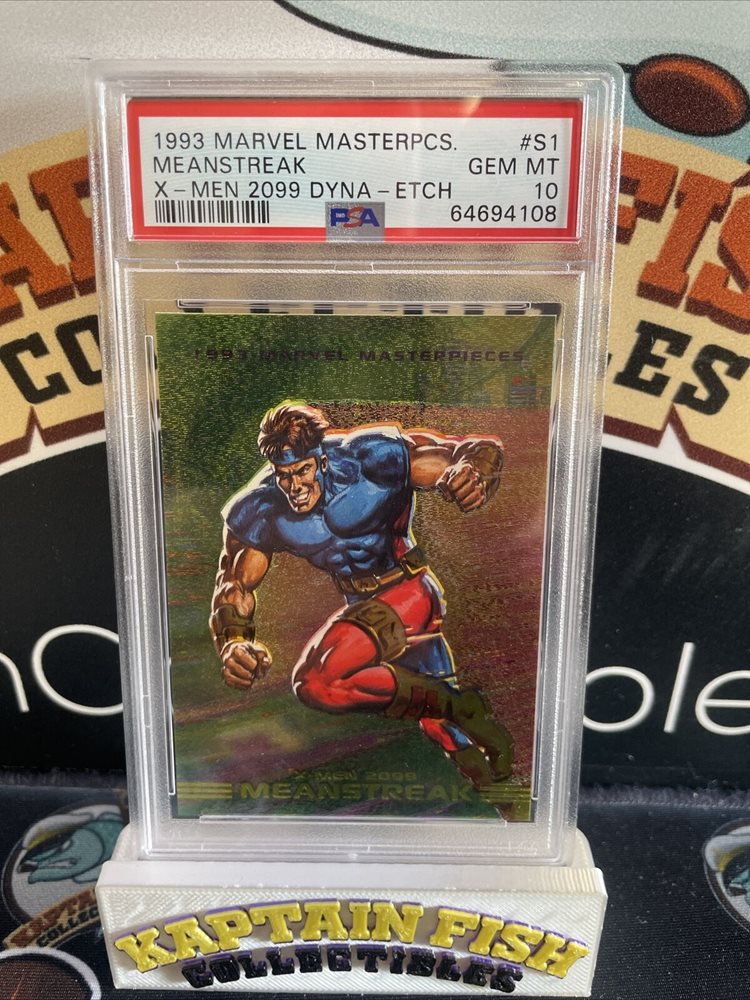 1993 MARVEL MASTERPCS. #S1
MEANSTREAK GEM MT
X-MEN 2099 DYNA-ETCH 10
PSA 64694108
1993 MARVEL MASTERPIECES
X-MEN 2099
MEANSTREAK
KAPTAIN FISH
COLLECTIBLES